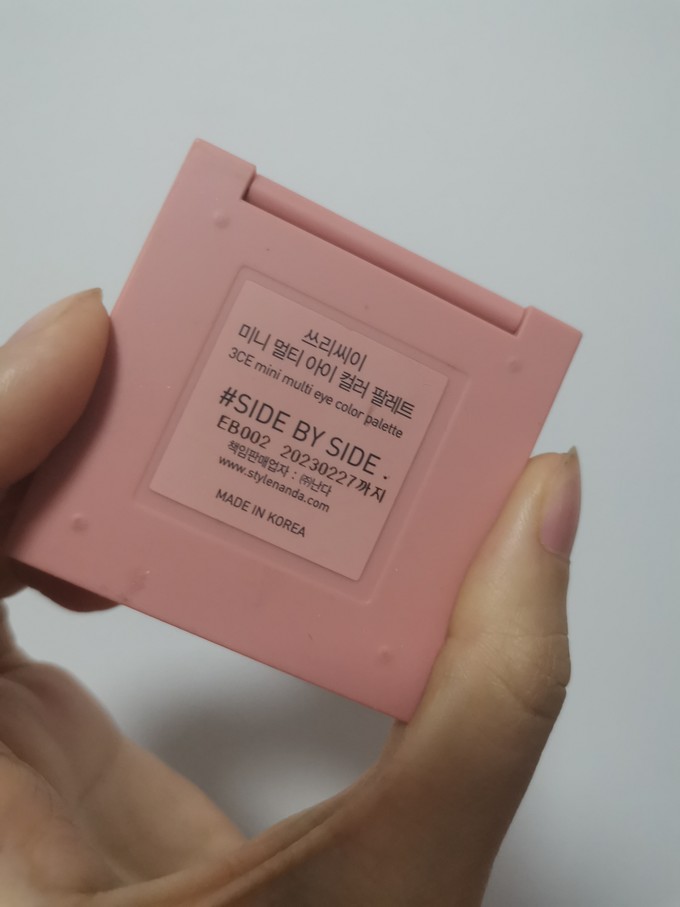 쓰리씨이
미니 멀티 아이 컬러 팔레트
3CE mini multi eye color palette
#SIDE BY SIDE .
EB002 20230227까지
책임판매업자 : ㈜난다
www.stylenanda.com
MADE IN KOREA